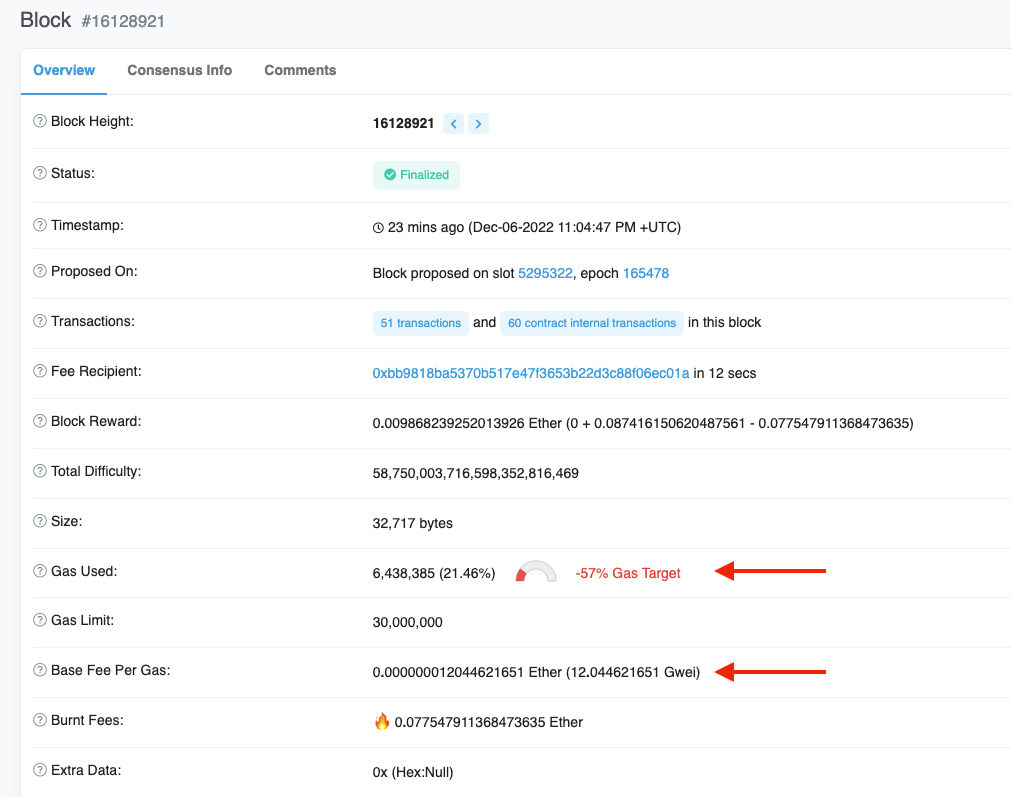 Block #16128921
Overview Consensus Info Comments
Block Height: 16128921
Status: Finalized
Timestamp: 23 mins ago (Dec-06-2022 11:04:47 PM +UTC)
Proposed On: Block proposed on slot 5295322, epoch 165478
Transactions: 51 transactions and 60 contract internal transactions in this block
Fee Recipient: 0xbb9818ba5370b517e47f3653b22d3c88f06ec01a in 12 secs
Block Reward: 0.009868239252013926 Ether (0 + 0.087416150620487561 - 0.077547911368473635)
Total Difficulty: 58,750,003,716,598,352,816,469
Size: 32,717 bytes
Gas Used: 6,438,385 (21.46%) -57% Gas Target
Gas Limit: 30,000,000
Base Fee Per Gas: 0.000000012044621651 Ether (12.044621651 Gwei)
Burnt Fees: 🔥 0.077547911368473635 Ether
Extra Data: 0x (Hex:Null)